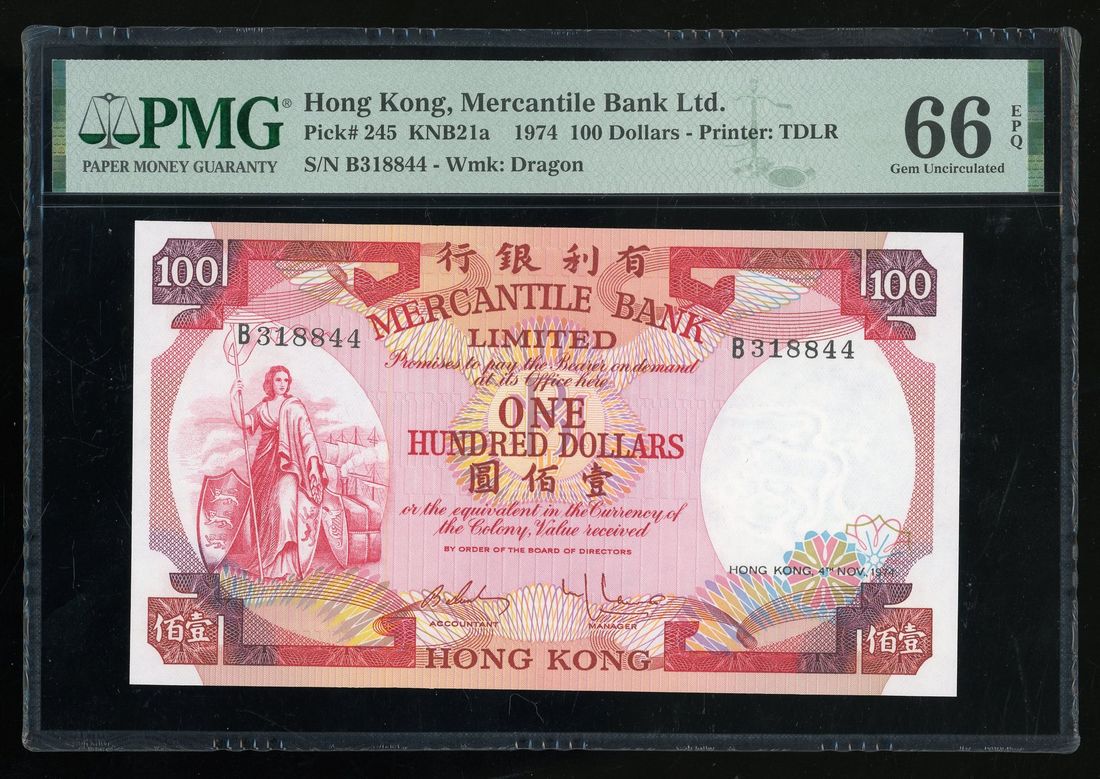 PMG®
PAPER MONEY GUARANTY
Hong Kong, Mercantile Bank Ltd.
Pick# 245 KNB21a 1974 100 Dollars - Printer: TDLR
S/N B318844 - Wmk: Dragon
66 EPQ
Gem Uncirculated
100 行銀利有 100
MERCANTILE BANK
LIMITED
B318844 B318844
Promises to pay the Bearer on demand
at its Office here
ONE
HUNDRED DOLLARS
圓佰壹
or the equivalent in the Currency of
the Colony, Value received
BY ORDER OF THE BOARD OF DIRECTORS
HONG KONG, 4TH NOV. 1974
ACCOUNTANT MANAGER
佰壹 HONG KONG 佰壹